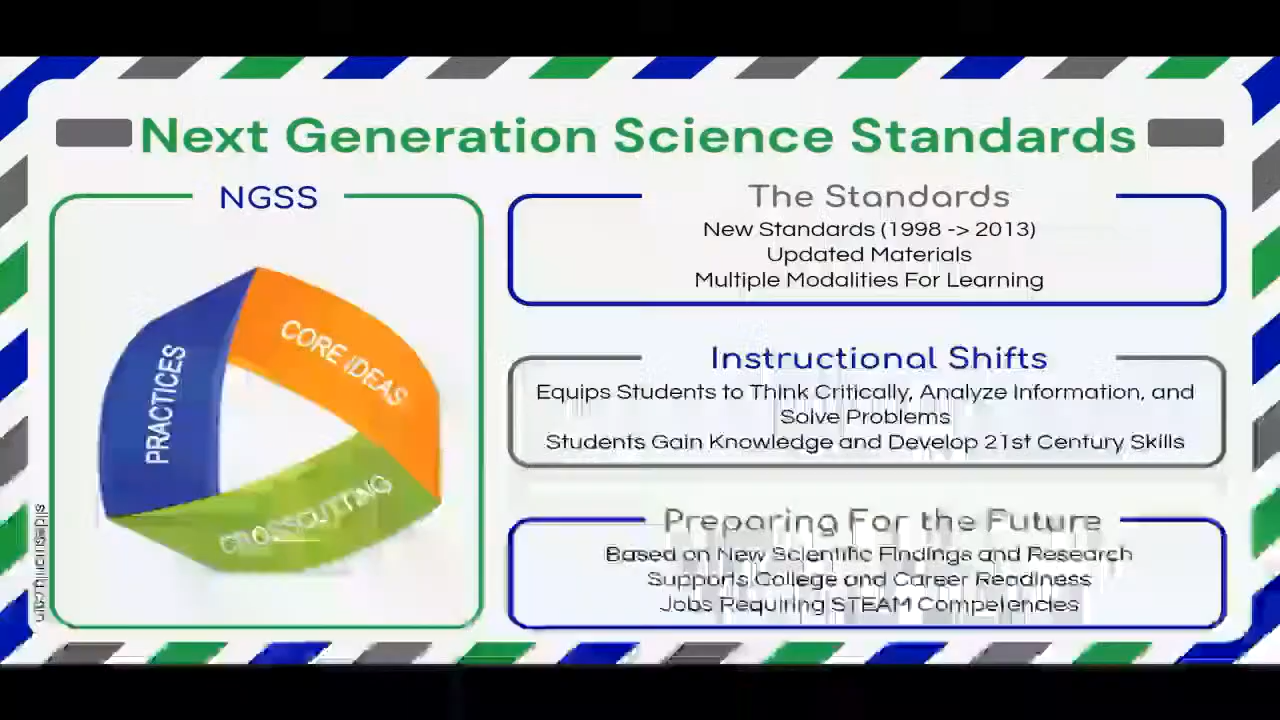 Next Generation Science Standards
NGSS
PRACTICES
CORE IDEAS
CROSSCUTTING
The Standards
New Standards (1998 -> 2013)
Updated Materials
Multiple Modalities For Learning
Instructional Shifts
Equips Students to Think Critically, Analyze Information, and
Solve Problems
Students Gain Knowledge and Develop 21st Century Skills
Preparing For the Future
Based on New Scientific Findings and Research
Supports College and Career Readiness
Jobs Requiring STEAM Competencies